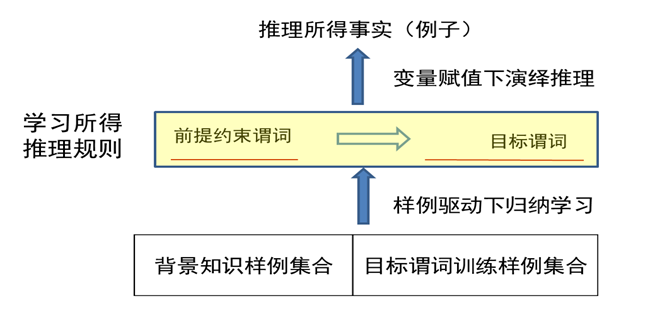 推理所得事实（例子）
变量赋值下演绎推理
学习所得
推理规则
前提约束谓词
目标谓词
样例驱动下归纳学习
背景知识样例集合
目标谓词训练样例集合